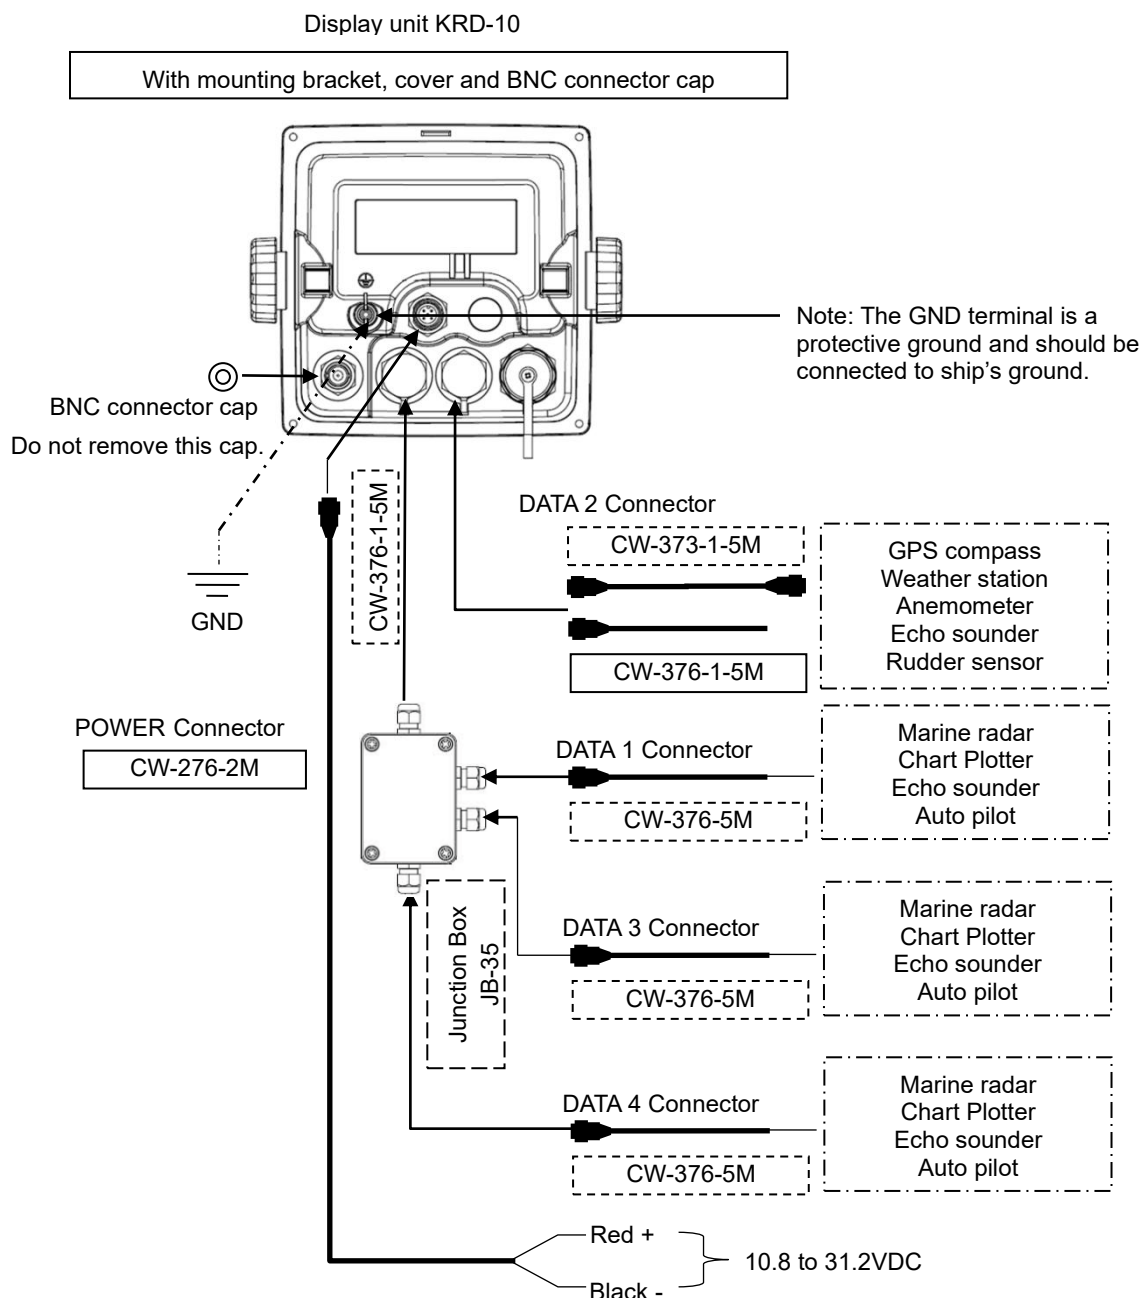 Display unit KRD-10
With mounting bracket, cover and BNC connector cap
Note: The GND terminal is a
protective ground and should be
connected to ship's ground.
BNC connector cap
Do not remove this cap.
GND
CW-376-1-5M
DATA 2 Connector
CW-373-1-5M
CW-376-1-5M
GPS compass
Weather station
Anemometer
Echo sounder
Rudder sensor
POWER Connector
CW-276-2M
DATA 1 Connector
CW-376-5M
Marine radar
Chart Plotter
Echo sounder
Auto pilot
Junction Box
JB-35
DATA 3 Connector
CW-376-5M
Marine radar
Chart Plotter
Echo sounder
Auto pilot
DATA 4 Connector
CW-376-5M
Marine radar
Chart Plotter
Echo sounder
Auto pilot
Red +
Black -
10.8 to 31.2VDC